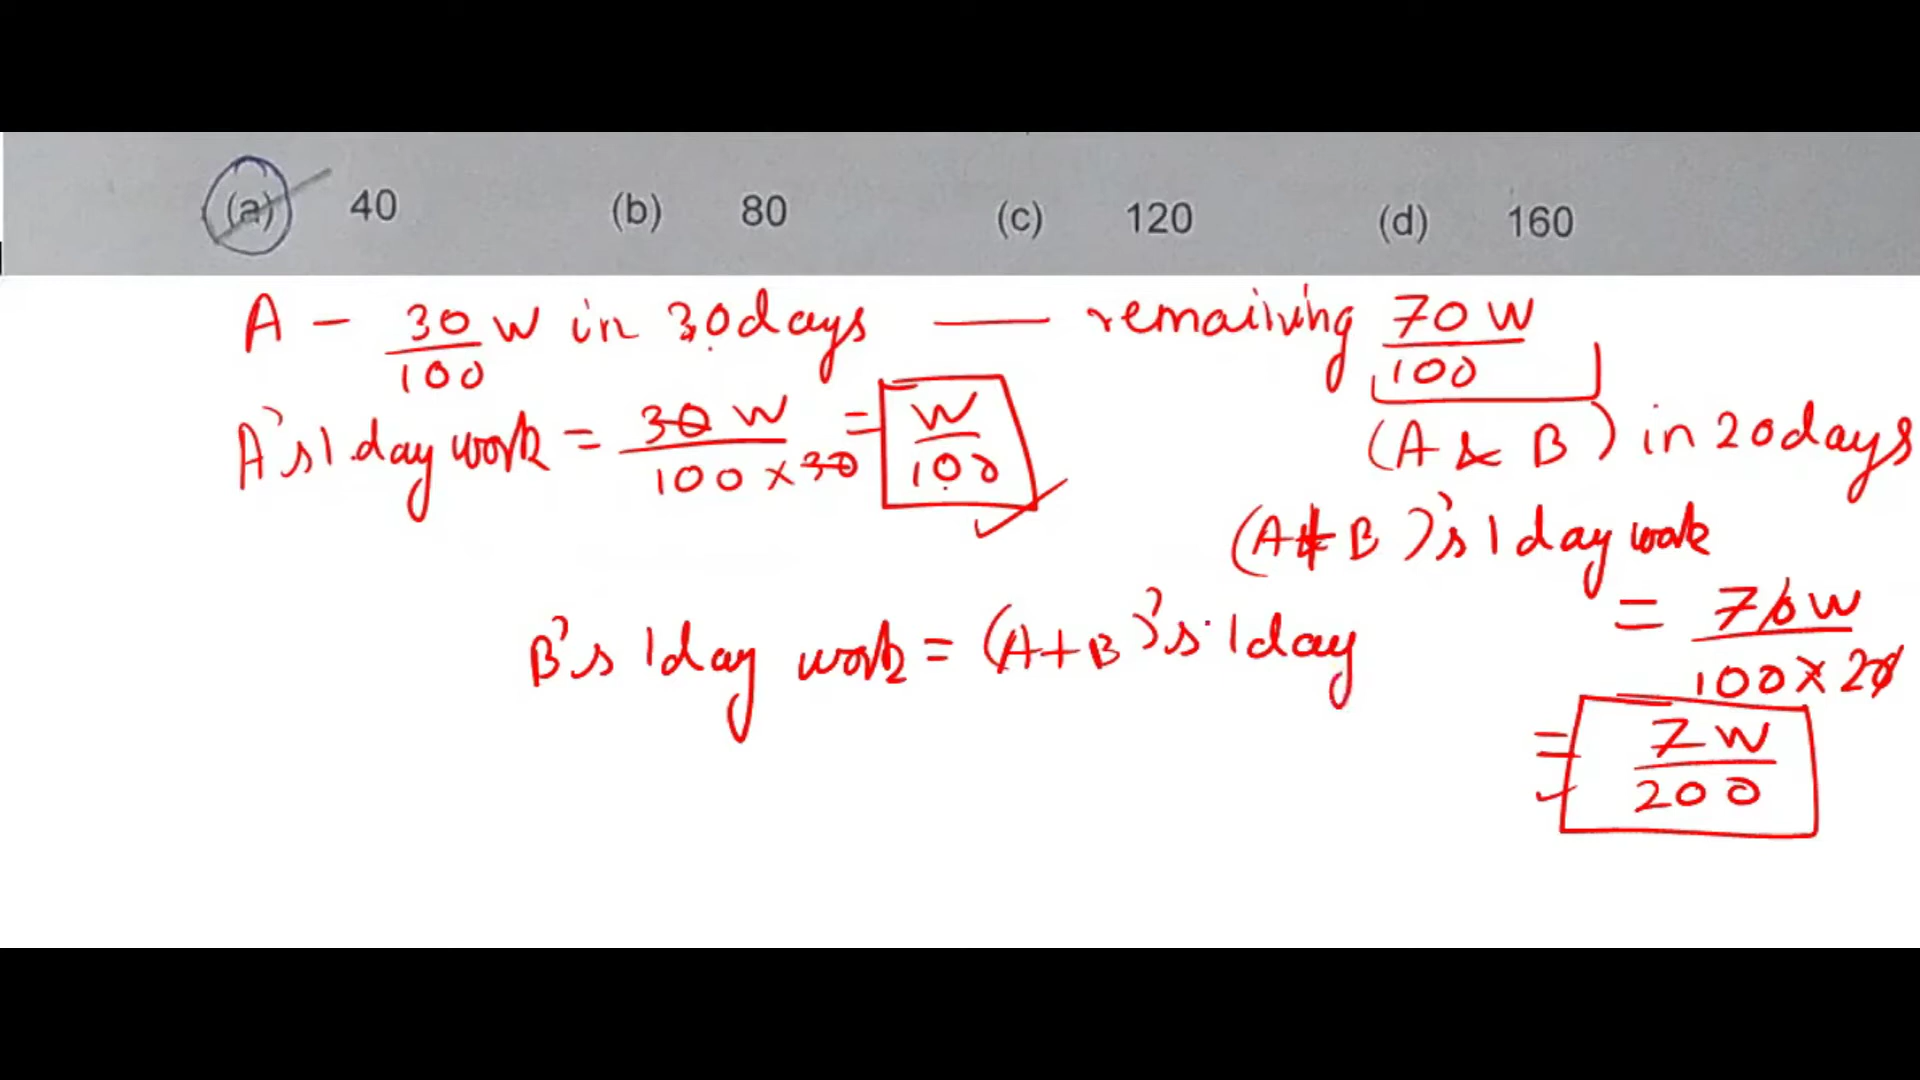 (a) 40 (b) 80 (c) 120 (d) 160
A - 30/100 W in 30 days — remaining 70 W/100
(A & B) in 20 days
A's 1 day work = 30 W/100 x 30 = W/100
(A + B)'s 1 day work
= 70 W/100 x 20
= 7 W/200
B's 1 day work = (A+B)'s 1 day